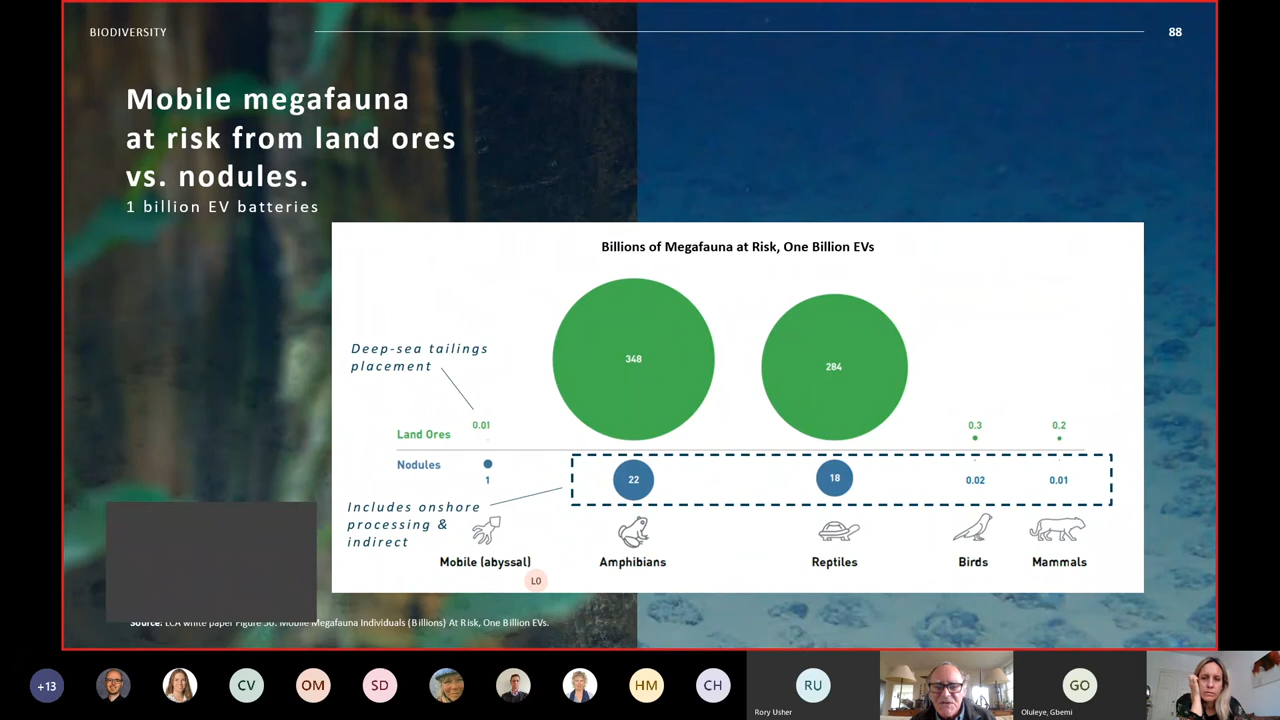 BIODIVERSITY
88
Mobile megafauna
at risk from land ores
vs. nodules.
1 billion EV batteries
Billions of Megafauna at Risk, One Billion EVs
Deep-sea tailings
placement
348
284
0.01
0.3
0.2
Land Ores
Nodules
1
22
18
0.02
0.01
Includes onshore
processing &
indirect
Mobile (abyssal)
Amphibians
Reptiles
Birds
Mammals
LO
Source: LCA white paper Figure 36. Mobile Megafauna Individuals (Billions) At Risk, One Billion EVs.
+13
CV
OM
SD
HM
CH
RU
GO
Rory Usher
Oluleye, Gbemi